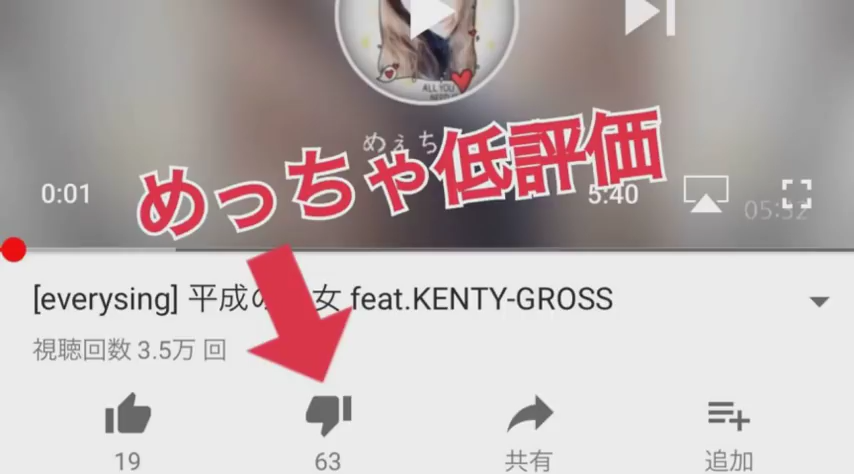 ALL YOU
めぇち
めっちゃ低評価
0:01
5:40
05:32
[everysing] 平成の 女 feat.KENTY-GROSS
視聴回数 3.5万 回
19
63
共有
追加